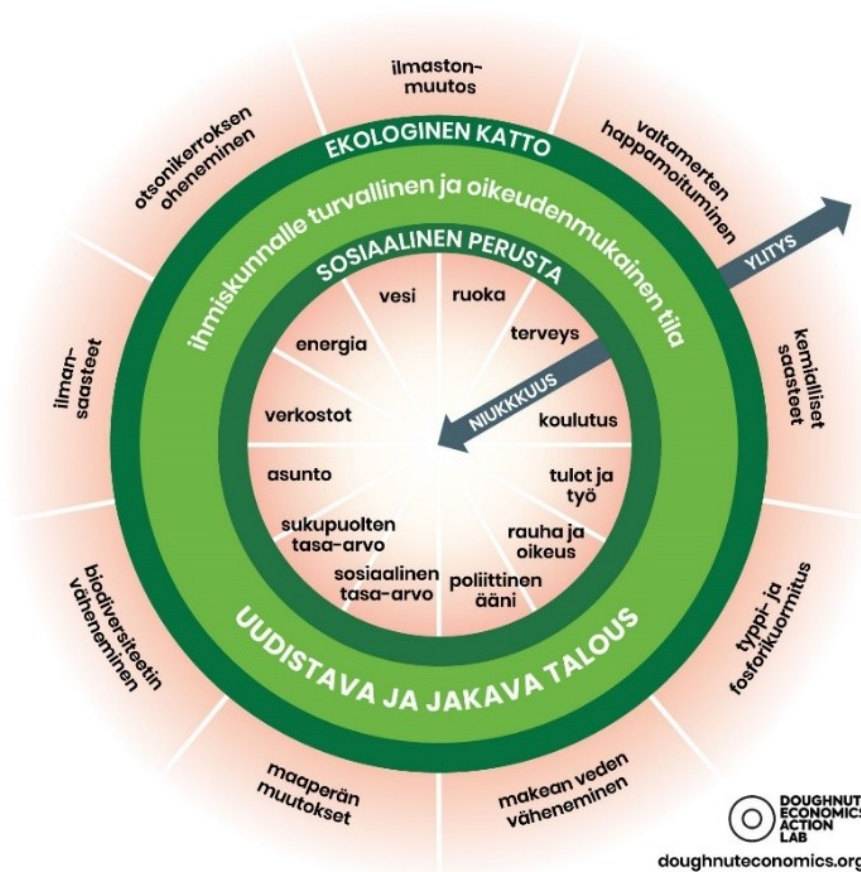 ilmaston-
muutos
valtamerten
happamoituminen
YLITYS
kemialliset
saasteet
typpi- ja
fosforikuormitus
makean veden
väheneminen
maaperän
muutokset
biodiversiteetin
väheneminen
ilman-
saasteet
otsonikerroksen
oheneminen
EKOLOGINEN KATTO
ihmiskunnalle turvallinen ja oikeudenmukainen tila
SOSIAALINEN PERUSTA
vesi
ruoka
energia
terveys
NIUKKKUUS
verkostot
koulutus
asunto
tulot ja
työ
sukupuolten
tasa-arvo
rauha ja
oikeus
sosiaalinen
tasa-arvo
poliittinen
ääni
UUDISTAVA JA JAKAVA TALOUS
DOUGHNUT
ECONOMICS
ACTION
LAB
doughnuteconomics.org